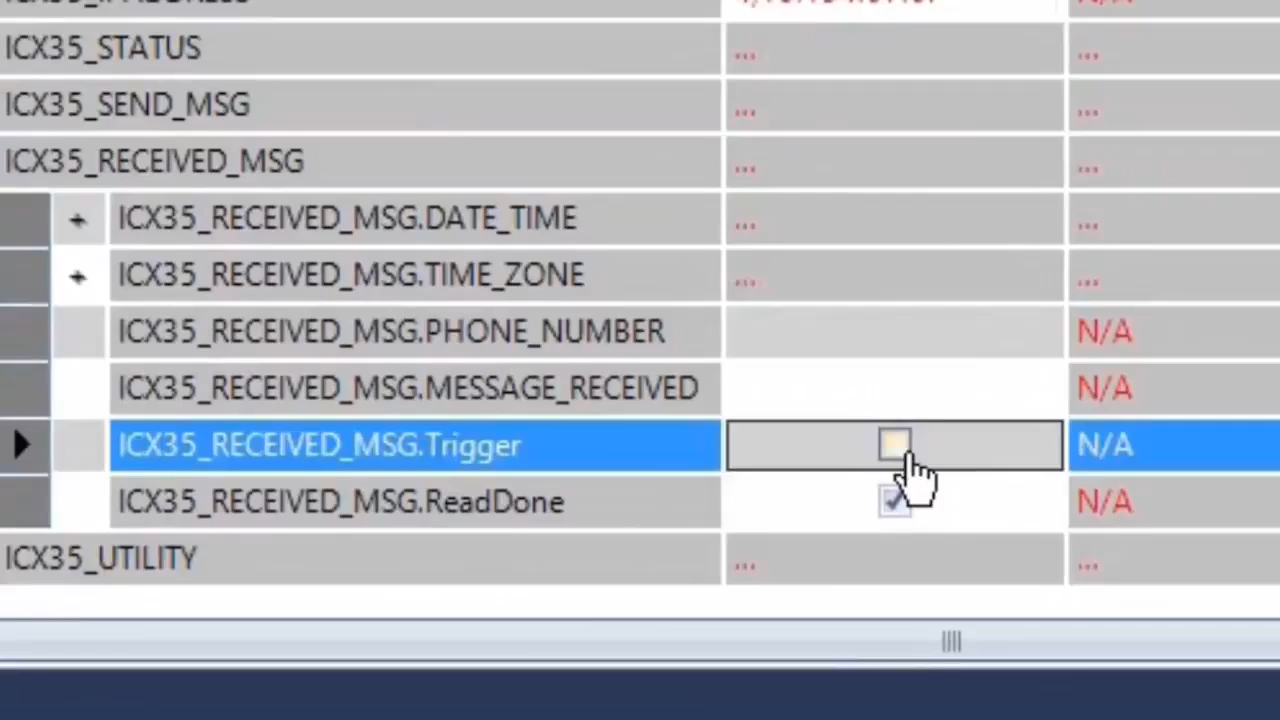 ICX35_STATUS ... ...
ICX35_SEND_MSG ... ...
ICX35_RECEIVED_MSG ... ...
ICX35_RECEIVED_MSG.DATE_TIME ... ...
ICX35_RECEIVED_MSG.TIME_ZONE ... ...
ICX35_RECEIVED_MSG.PHONE_NUMBER N/A
ICX35_RECEIVED_MSG.MESSAGE_RECEIVED N/A
ICX35_RECEIVED_MSG.Trigger N/A
ICX35_RECEIVED_MSG.ReadDone N/A
ICX35_UTILITY ... ...